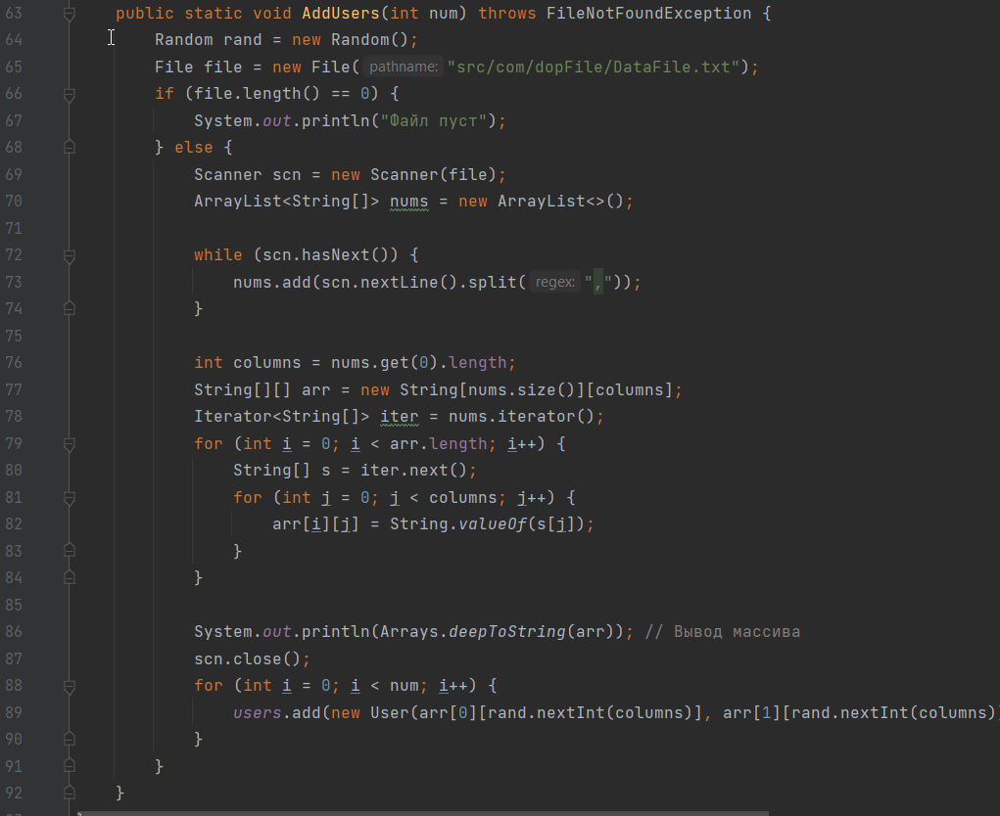 63 public static void AddUsers(int num) throws FileNotFoundException {
64 Random rand = new Random();
65 File file = new File( pathname: "src/com/dopFile/DataFile.txt");
66 if (file.length() == 0) {
67 System.out.println("Файл пуст");
68 } else {
69 Scanner scn = new Scanner(file);
70 ArrayList<String[]> nums = new ArrayList<>();
71
72 while (scn.hasNext()) {
73 nums.add(scn.nextLine().split( regex: ","));
74 }
75
76 int columns = nums.get(0).length;
77 String[][] arr = new String[nums.size()][columns];
78 Iterator<String[]> iter = nums.iterator();
79 for (int i = 0; i < arr.length; i++) {
80 String[] s = iter.next();
81 for (int j = 0; j < columns; j++) {
82 arr[i][j] = String.valueOf(s[j]);
83 }
84 }
85
86 System.out.println(Arrays.deepToString(arr)); // Вывод массива
87 scn.close();
88 for (int i = 0; i < num; i++) {
89 users.add(new User(arr[0][rand.nextInt(columns)], arr[1][rand.nextInt(columns)]
90 }
91 }
92 }